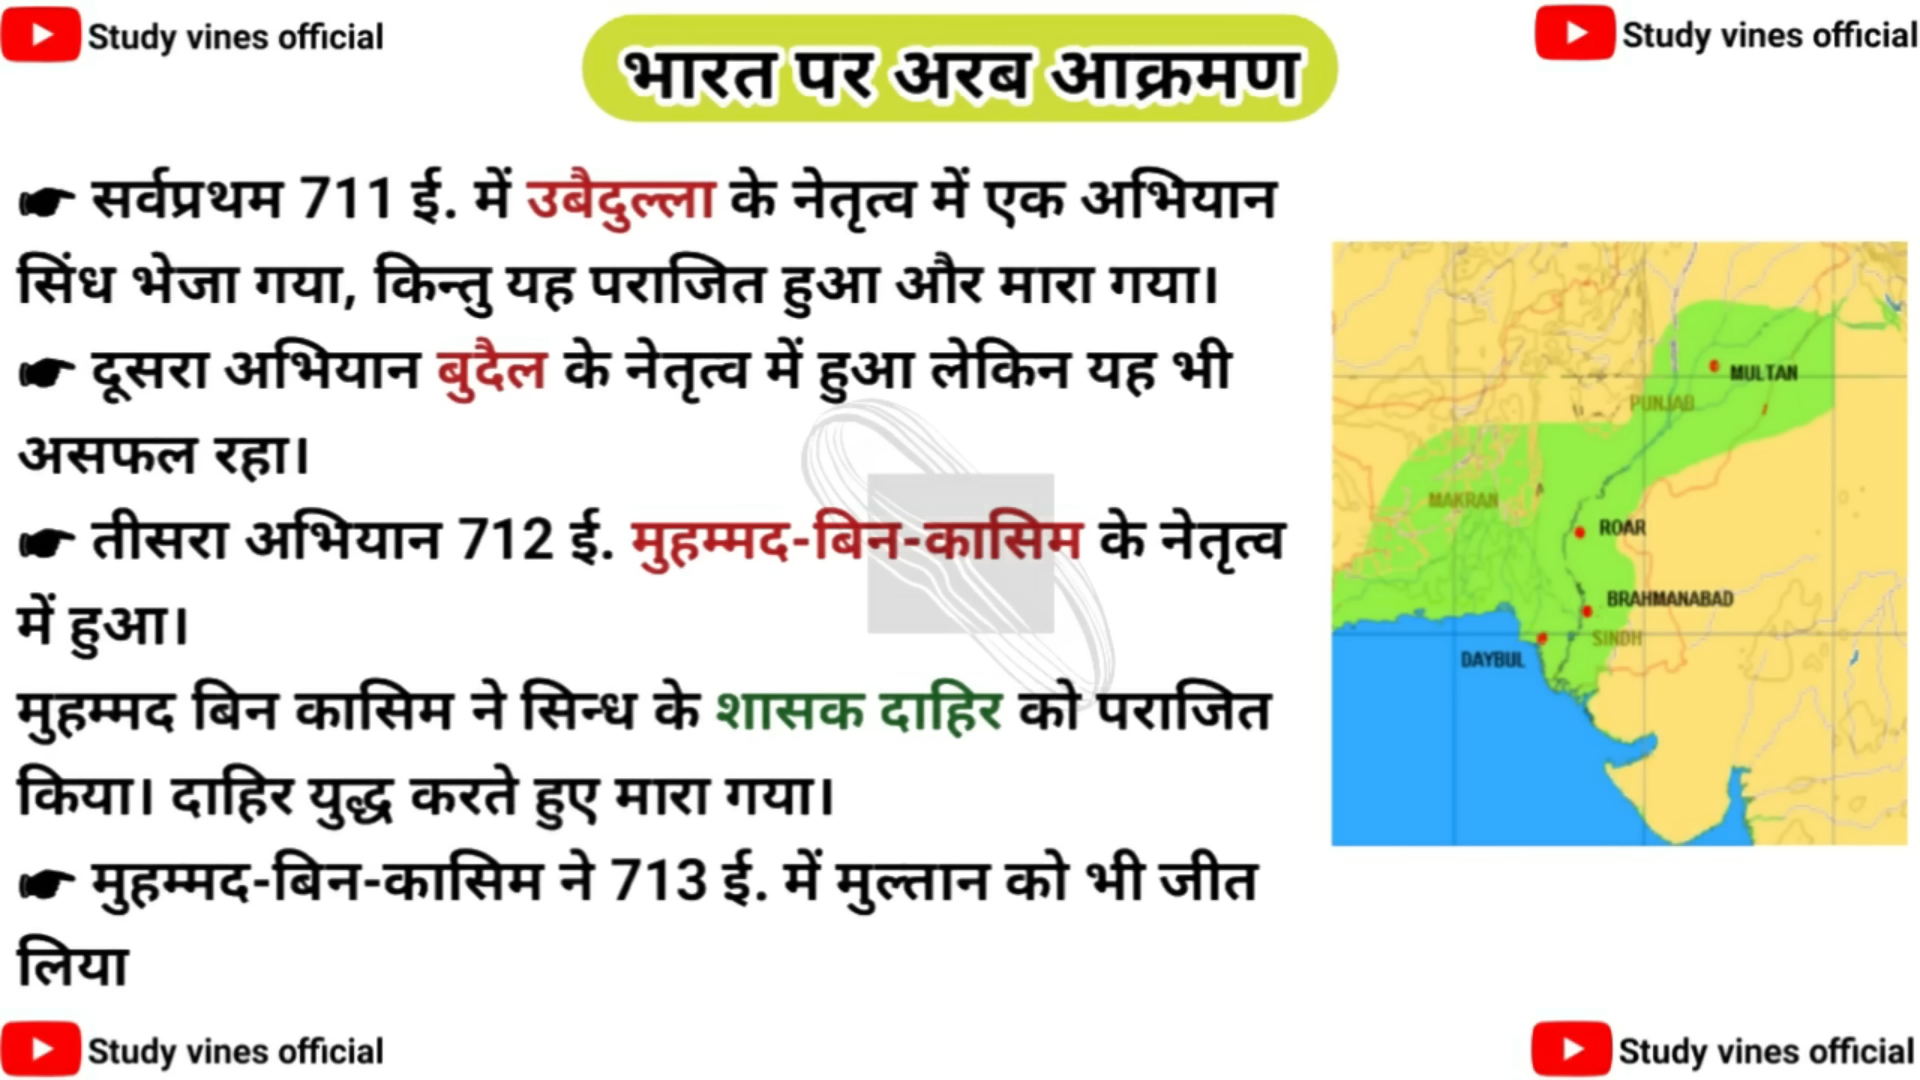 Study vines official
Study vines official
भारत पर अरब आक्रमण
☛ सर्वप्रथम 711 ई. में उबैदुल्ला के नेतृत्व में एक अभियान
सिंध भेजा गया, किन्तु यह पराजित हुआ और मारा गया।
☛ दूसरा अभियान बुदैल के नेतृत्व में हुआ लेकिन यह भी
असफल रहा।
☛ तीसरा अभियान 712 ई. मुहम्मद-बिन-कासिम के नेतृत्व
में हुआ।
मुहम्मद बिन कासिम ने सिन्ध के शासक दाहिर को पराजित
किया। दाहिर युद्ध करते हुए मारा गया।
☛ मुहम्मद-बिन-कासिम ने 713 ई. में मुल्तान को भी जीत
लिया
MULTAN
PUNJAB
MAKRAN
ROAR
BRAHMANABAD
SINDH
DAYBUL
Study vines official
Study vines official